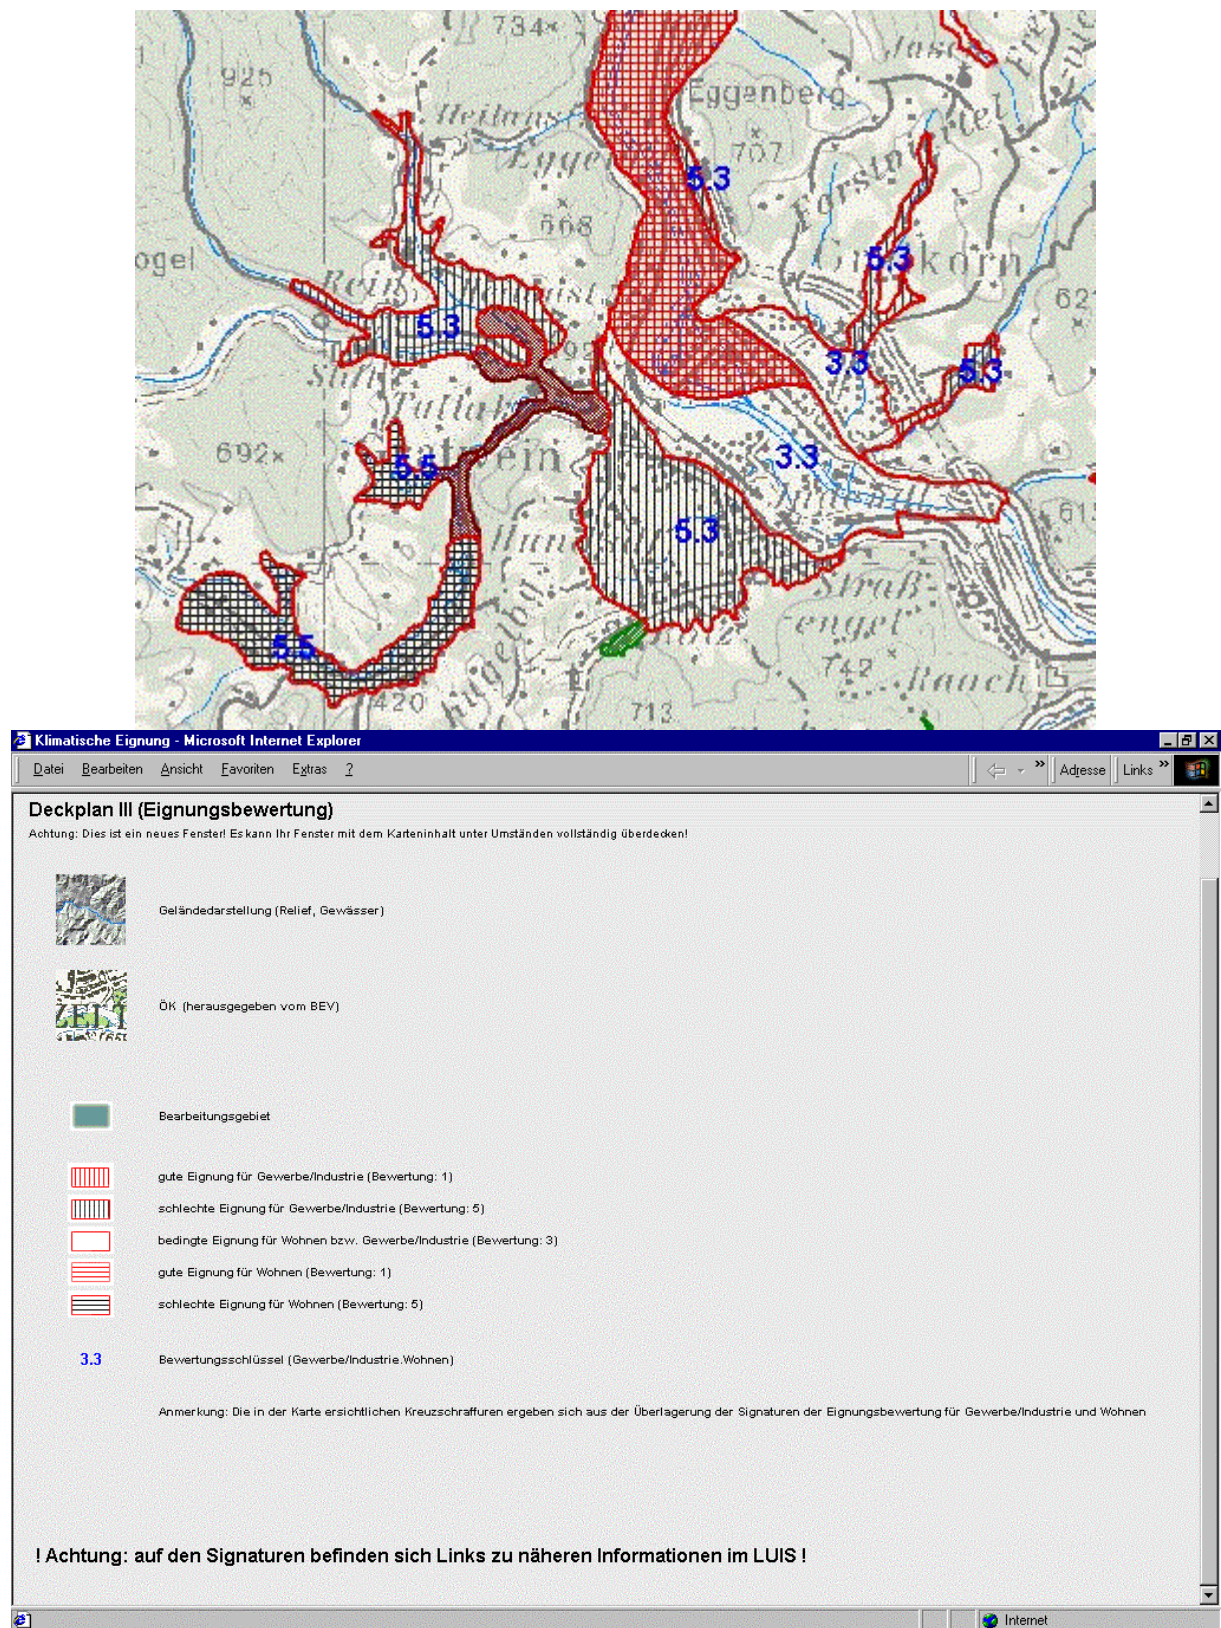 734
925
Eggenberg
707
Egge
5.3
668
ogel
5.3
Rein
62
5.3
3.3
5.3
692
5.5
3.3
61
5.3
Straß
engel
5.5
742
Raach
420
713
Klimatische Eignung - Microsoft Internet Explorer
Datei Bearbeiten Ansicht Favoriten Extras ? Adresse Links
Deckplan III (Eignungsbewertung)
Achtung: Dies ist ein neues Fenster! Es kann Ihr Fenster mit dem Karteninhalt unter Umständen vollständig überdecken!
Geländedarstellung (Relief, Gewässer)
ÖK (herausgegeben vom BEV)
Bearbeitungsgebiet
gute Eignung für Gewerbe/Industrie (Bewertung: 1)
schlechte Eignung für Gewerbe/Industrie (Bewertung: 5)
bedingte Eignung für Wohnen bzw. Gewerbe/Industrie (Bewertung: 3)
gute Eignung für Wohnen (Bewertung: 1)
schlechte Eignung für Wohnen (Bewertung: 5)
3.3 Bewertungsschlüssel (Gewerbe/Industrie.Wohnen)
Anmerkung: Die in der Karte ersichtlichen Kreuzschraffuren ergeben sich aus der Überlagerung der Signaturen der Eignungsbewertung für Gewerbe/Industrie und Wohnen
! Achtung: auf den Signaturen befinden sich Links zu näheren Informationen im LUIS !
Internet